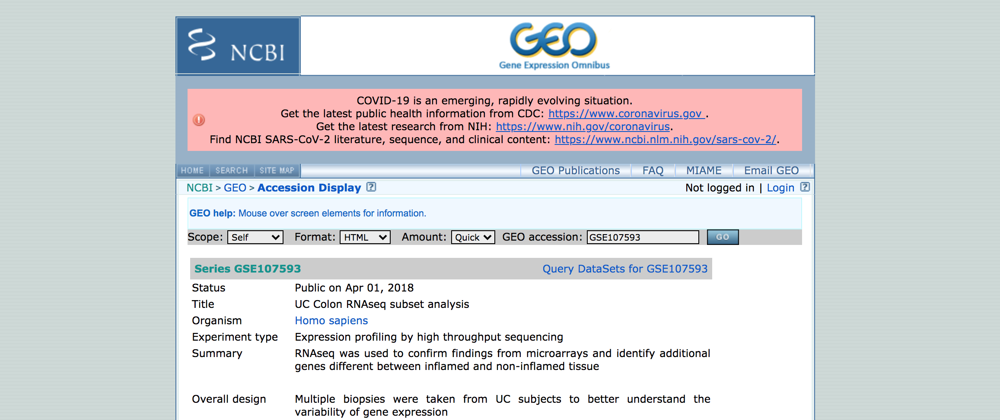 NCBI
GEO
Gene Expression Omnibus
COVID-19 is an emerging, rapidly evolving situation.
Get the latest public health information from CDC: https://www.coronavirus.gov .
Get the latest research from NIH: https://www.nih.gov/coronavirus.
Find NCBI SARS-CoV-2 literature, sequence, and clinical content: https://www.ncbi.nlm.nih.gov/sars-cov-2/.
HOME SEARCH SITE MAP GEO Publications FAQ MIAME Email GEO
NCBI > GEO > Accession Display ? Not logged in | Login ?
GEO help: Mouse over screen elements for information.
Scope: Self Format: HTML Amount: Quick GEO accession: GSE107593 GO
Series GSE107593 Query DataSets for GSE107593
Status Public on Apr 01, 2018
Title UC Colon RNAseq subset analysis
Organism Homo sapiens
Experiment type Expression profiling by high throughput sequencing
Summary RNAseq was used to confirm findings from microarrays and identify additional
genes different between inflamed and non-inflamed tissue
Overall design Multiple biopsies were taken from UC subjects to better understand the
variability of gene expression